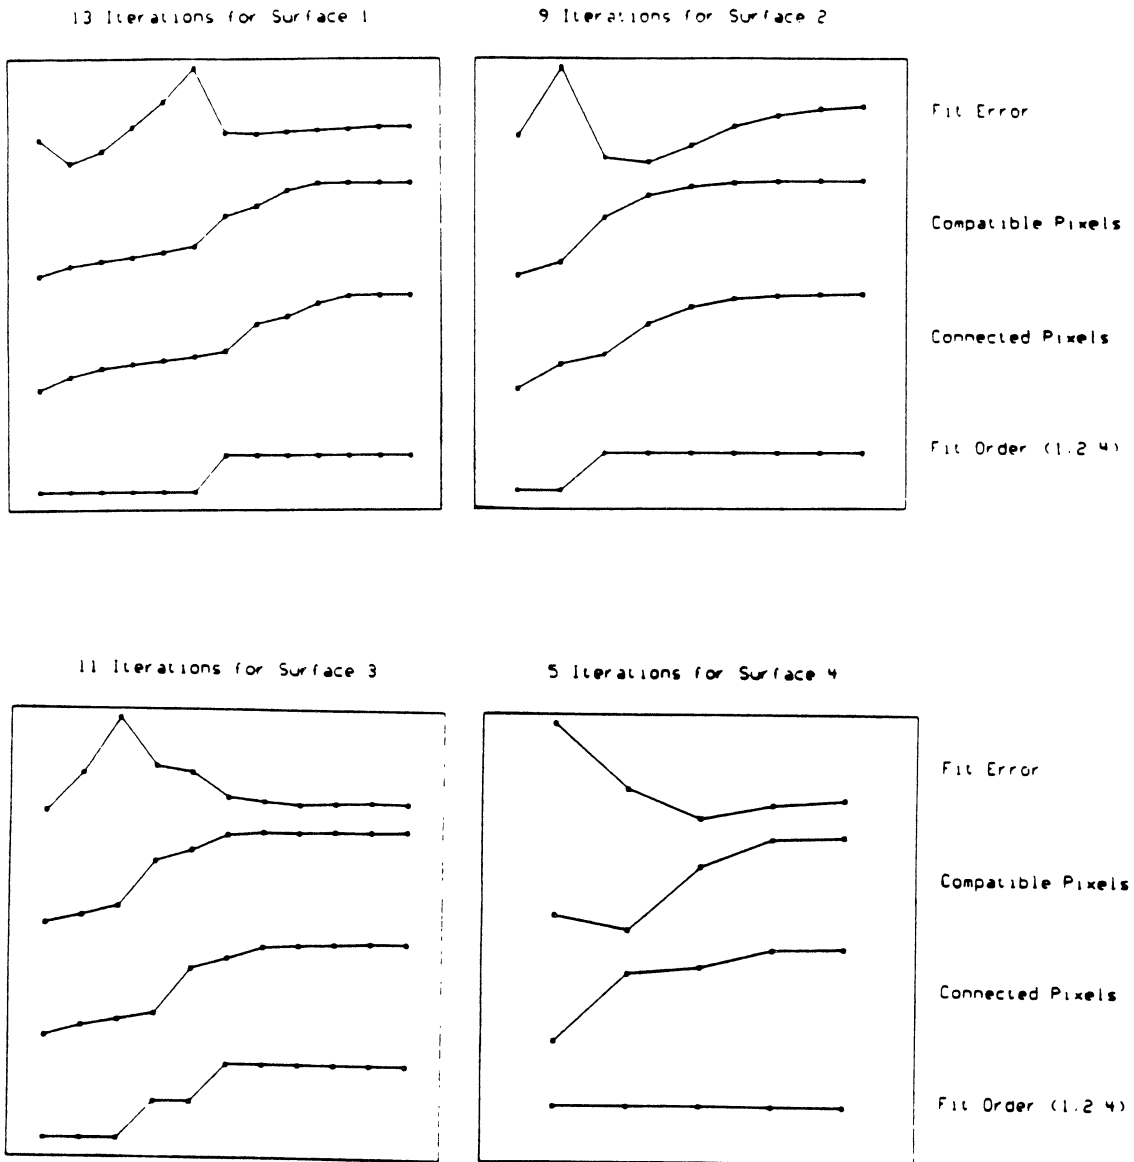 13 Iterations for Surface 1
9 Iterations for Surface 2
Fit Error
Compatible Pixels
Connected Pixels
Fit Order (1.2 4)
11 Iterations for Surface 3
5 Iterations for Surface 4
Fit Error
Compatible Pixels
Connected Pixels
Fit Order (1.2 4)